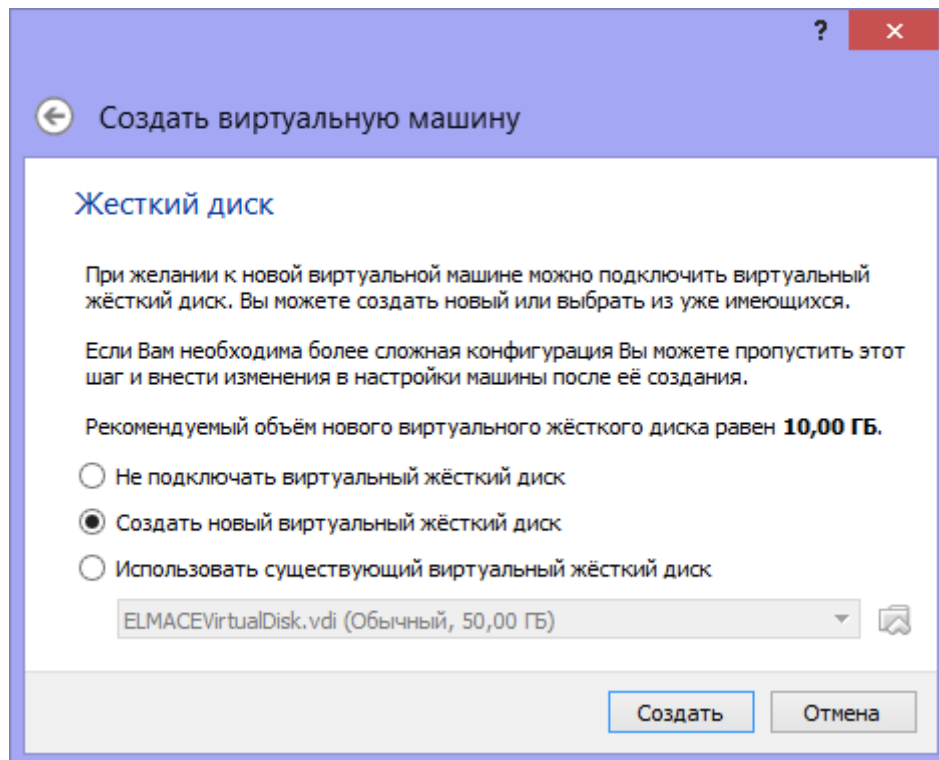 ?
Создать виртуальную машину
Жесткий диск
При желании к новой виртуальной машине можно подключить виртуальный
жёсткий диск. Вы можете создать новый или выбрать из уже имеющихся.
Если Вам необходима более сложная конфигурация Вы можете пропустить этот
шаг и внести изменения в настройки машины после её создания.
Рекомендуемый объём нового виртуального жёсткого диска равен 10,00 ГБ.
Не подключать виртуальный жёсткий диск
Создать новый виртуальный жёсткий диск
Использовать существующий виртуальный жёсткий диск
ELMACEVirtualDisk.vdi (Обычный, 50,00 ГБ)
Создать Отмена